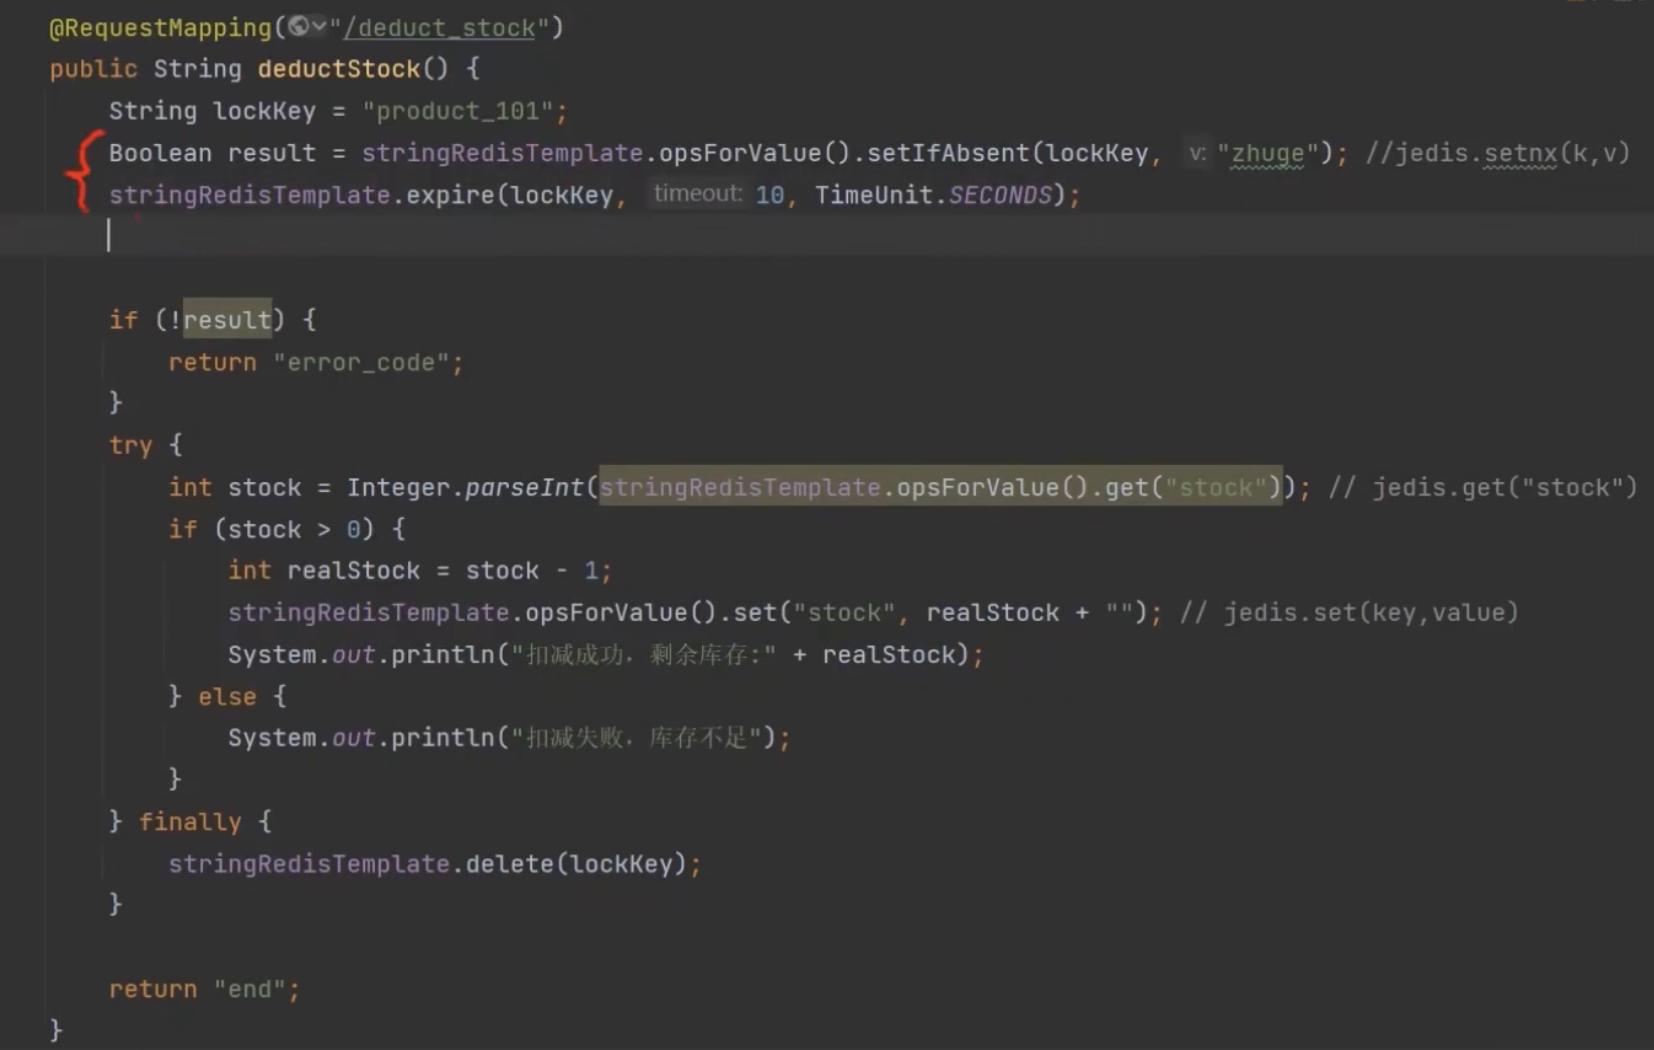 @RequestMapping("/deduct_stock")
public String deductStock() {
String lockKey = "product_101";
Boolean result = stringRedisTemplate.opsForValue().setIfAbsent(lockKey, v: "zhuge"); //jedis.setnx(k,v)
stringRedisTemplate.expire(lockKey, timeout: 10, TimeUnit.SECONDS);
if (!result) {
return "error_code";
}
try {
int stock = Integer.parseInt(stringRedisTemplate.opsForValue().get("stock")); // jedis.get("stock")
if (stock > 0) {
int realStock = stock - 1;
stringRedisTemplate.opsForValue().set("stock", realStock + ""); // jedis.set(key,value)
System.out.println("扣减成功，剩余库存:" + realStock);
} else {
System.out.println("扣减失败，库存不足");
}
} finally {
stringRedisTemplate.delete(lockKey);
}
return "end";
}